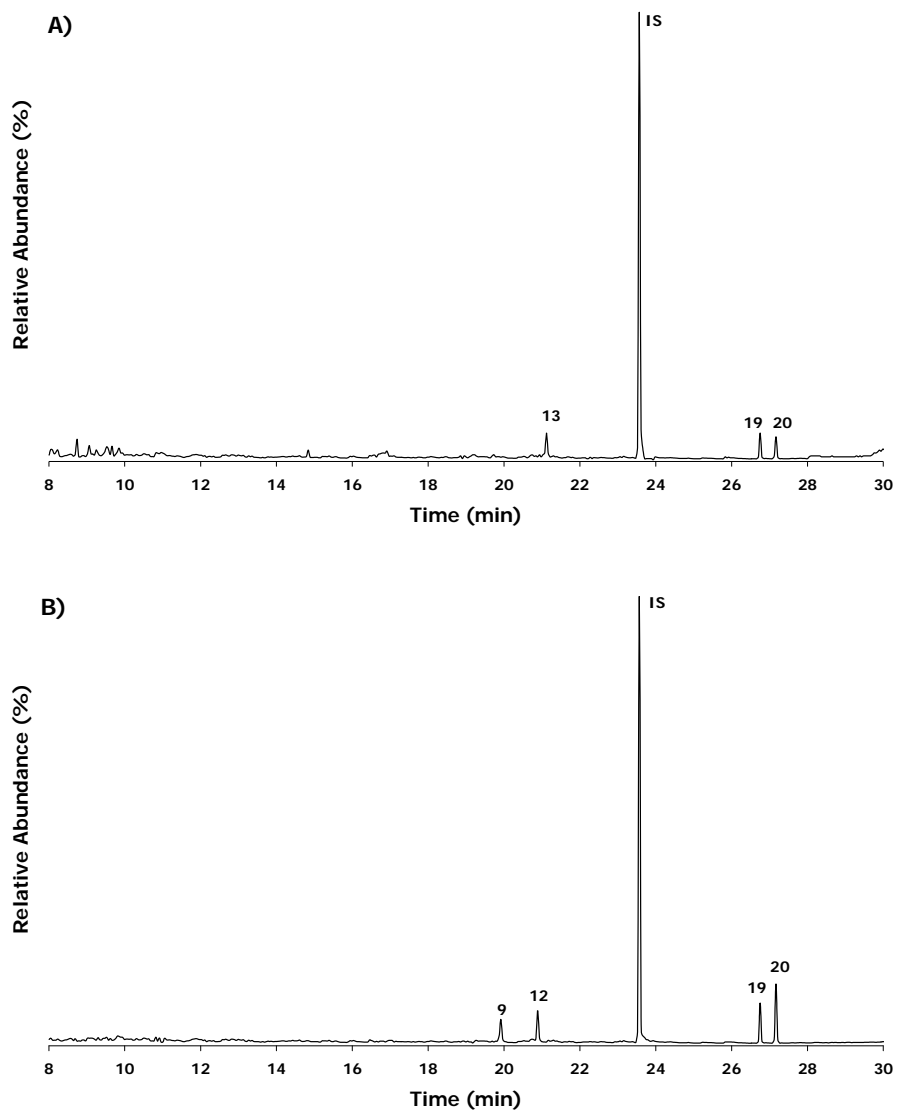 A)
IS
Relative Abundance (%)
13
19 20
8 10 12 14 16 18 20 22 24 26 28 30
Time (min)
B)
IS
Relative Abundance (%)
20
19
12
9
8 10 12 14 16 18 20 22 24 26 28 30
Time (min)